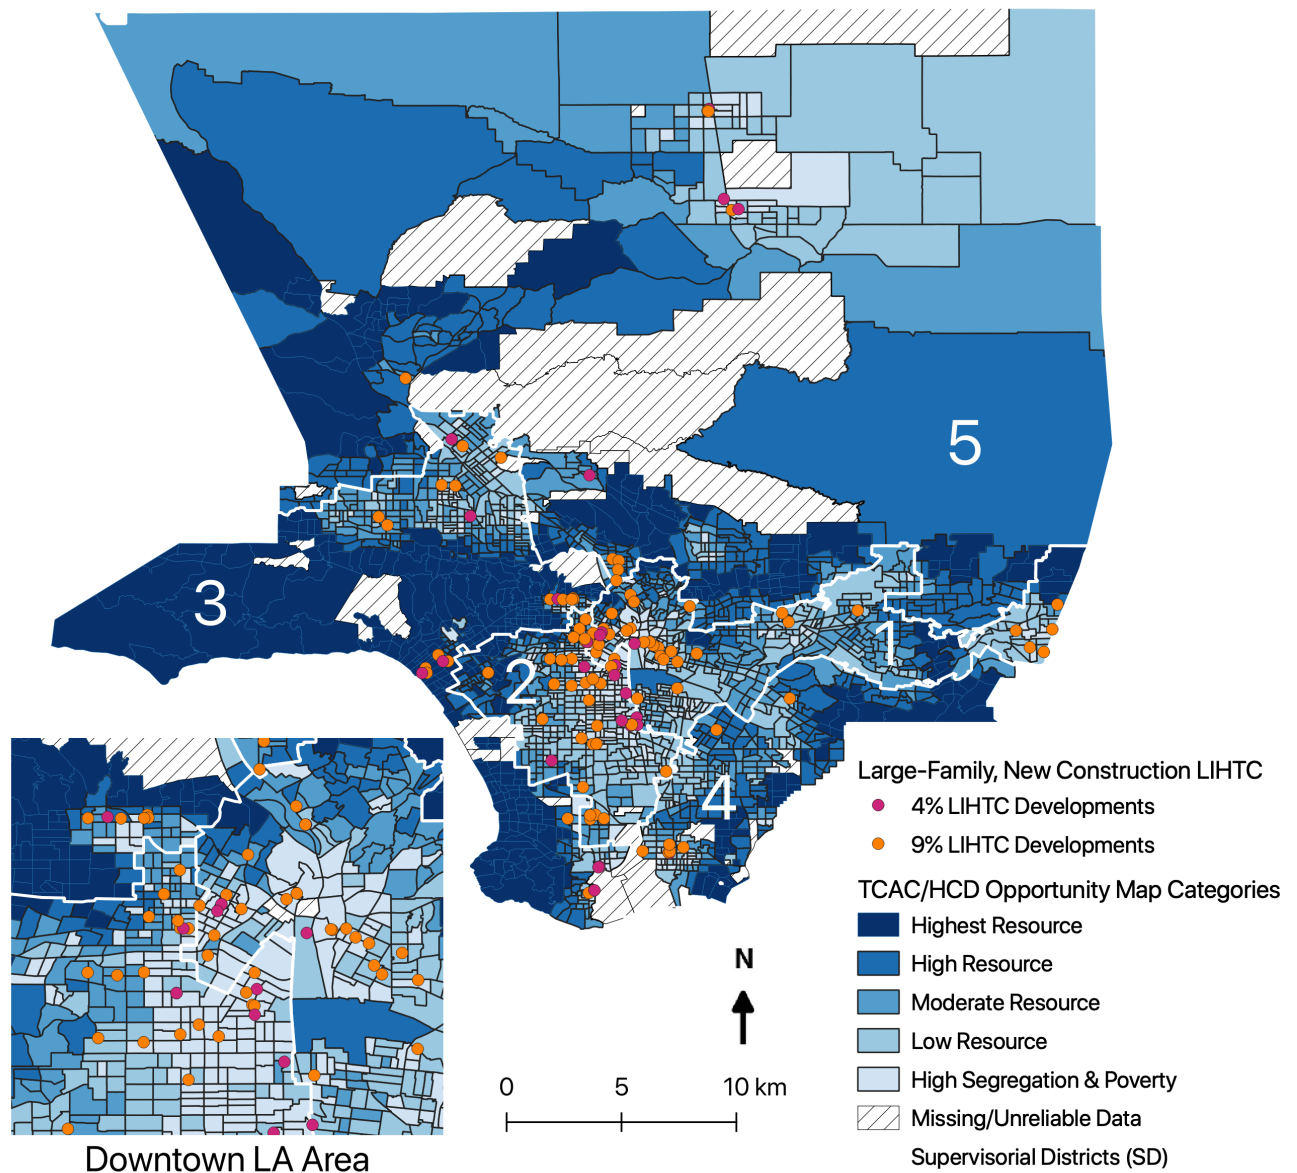 5
3
1
2
4
Large-Family, New Construction LIHTC
4% LIHTC Developments
9% LIHTC Developments
TCAC/HCD Opportunity Map Categories
Highest Resource
High Resource
Moderate Resource
Low Resource
High Segregation & Poverty
Missing/Unreliable Data
Supervisorial Districts (SD)
N
0 5 10 km
Downtown LA Area